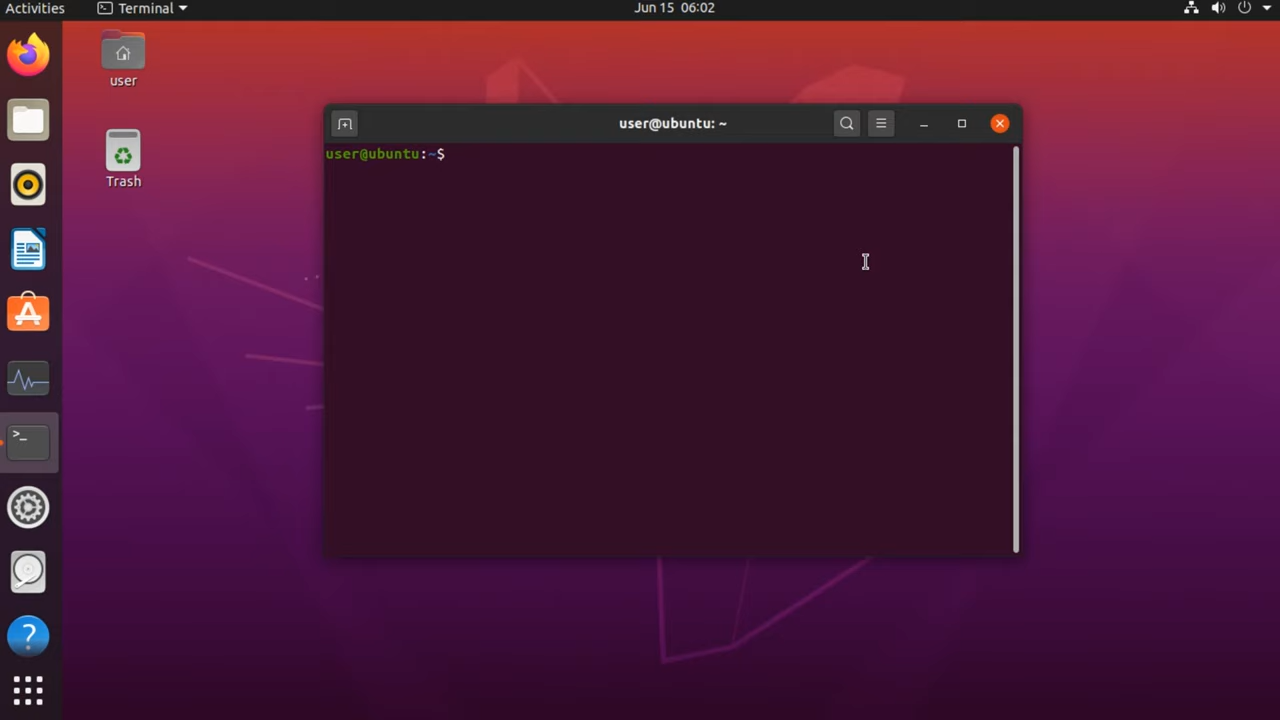 Activities Terminal Jun 15 06:02
user
Trash
user@ubuntu: ~
user@ubuntu:~$